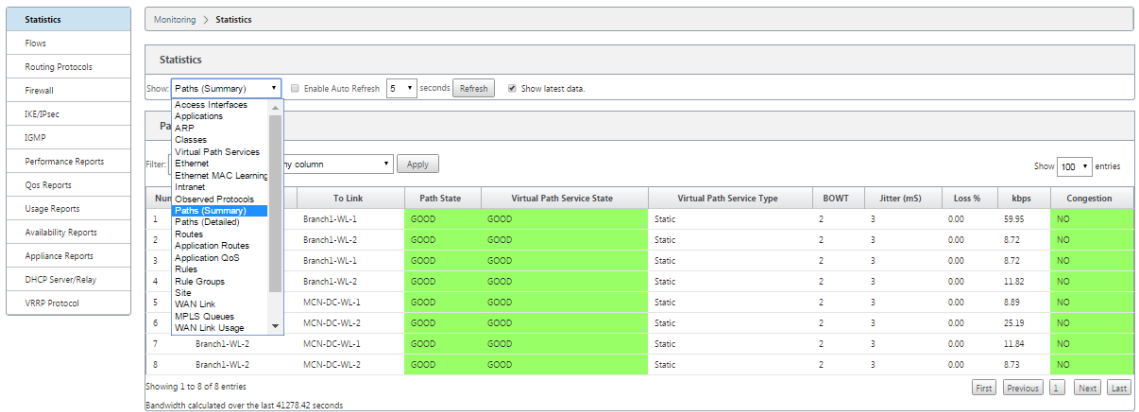 Statistics
Flows
Routing Protocols
Firewall
IKE/IPsec
IGMP
Performance Reports
Qos Reports
Usage Reports
Availability Reports
Appliance Reports
DHCP Server/Relay
VRRP Protocol
Monitoring > Statistics
Statistics
Show: Paths (Summary) Enable Auto Refresh 5 seconds Refresh Show latest data.
Access Interfaces
Applications
ARP
Classes
Virtual Path Services
Ethernet
Ethernet MAC Learning
Intranet
Observed Protocols
Paths (Summary)
Paths (Detailed)
Routes
Application Routes
Application QoS
Rules
Rule Groups
Site
WAN Link
MPLS Queues
WAN Link Usage
Filter: column Apply Show 100 entries
To Link Path State Virtual Path Service State Virtual Path Service Type BOWT Jitter (mS) Loss % kbps Congestion
1 Branch1-WL-1 GOOD GOOD Static 2 3 0.00 59.95 NO
2 Branch1-WL-2 GOOD GOOD Static 2 3 0.00 8.72 NO
3 Branch1-WL-1 GOOD GOOD Static 2 3 0.00 8.72 NO
4 Branch1-WL-2 GOOD GOOD Static 2 3 0.00 11.82 NO
5 MCN-DC-WL-1 GOOD GOOD Static 2 3 0.00 8.89 NO
6 MCN-DC-WL-2 GOOD GOOD Static 2 3 0.00 25.19 NO
7 Branch1-WL-2 MCN-DC-WL-1 GOOD GOOD Static 2 3 0.00 11.84 NO
8 Branch1-WL-2 MCN-DC-WL-2 GOOD GOOD Static 2 3 0.00 8.73 NO
Showing 1 to 8 of 8 entries First Previous 1 Next Last
Bandwidth calculated over the last 41278.42 seconds